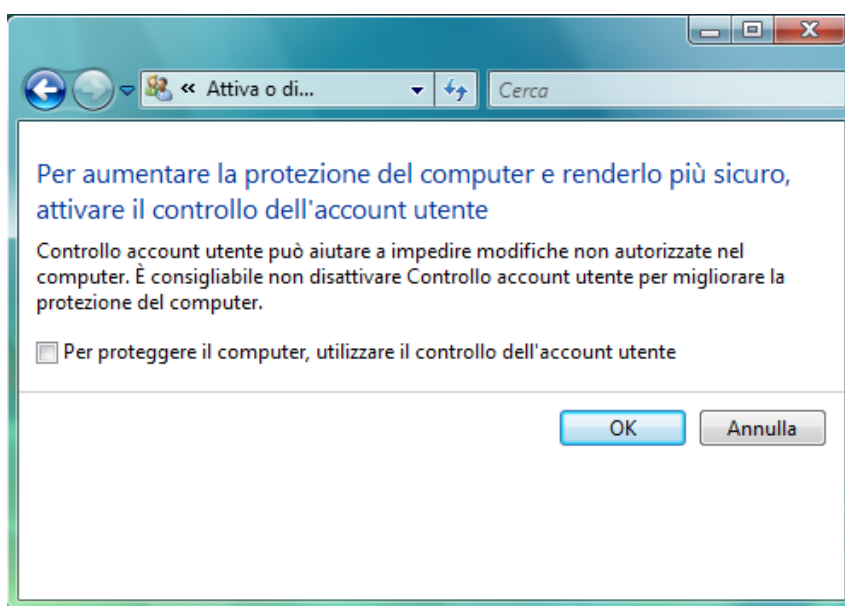 « Attiva o di...
Cerca
Per aumentare la protezione del computer e renderlo più sicuro,
attivare il controllo dell'account utente
Controllo account utente può aiutare a impedire modifiche non autorizzate nel
computer. È consigliabile non disattivare Controllo account utente per migliorare la
protezione del computer.
Per proteggere il computer, utilizzare il controllo dell'account utente
OK
Annulla